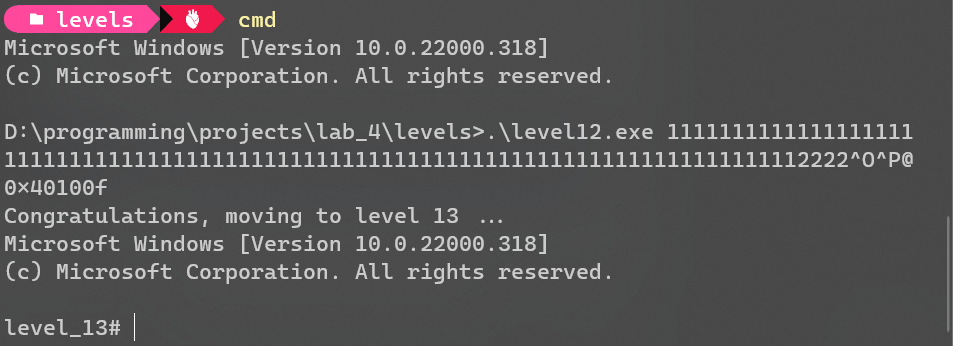 levels cmd
Microsoft Windows [Version 10.0.22000.318]
(c) Microsoft Corporation. All rights reserved.
D:\programming\projects\lab_4\levels>.\level12.exe 1111111111111111111
11111111111111111111111111111111111111111111111111111111111112222^O^P@
0×40100f
Congratulations, moving to level 13 ...
Microsoft Windows [Version 10.0.22000.318]
(c) Microsoft Corporation. All rights reserved.
level_13#